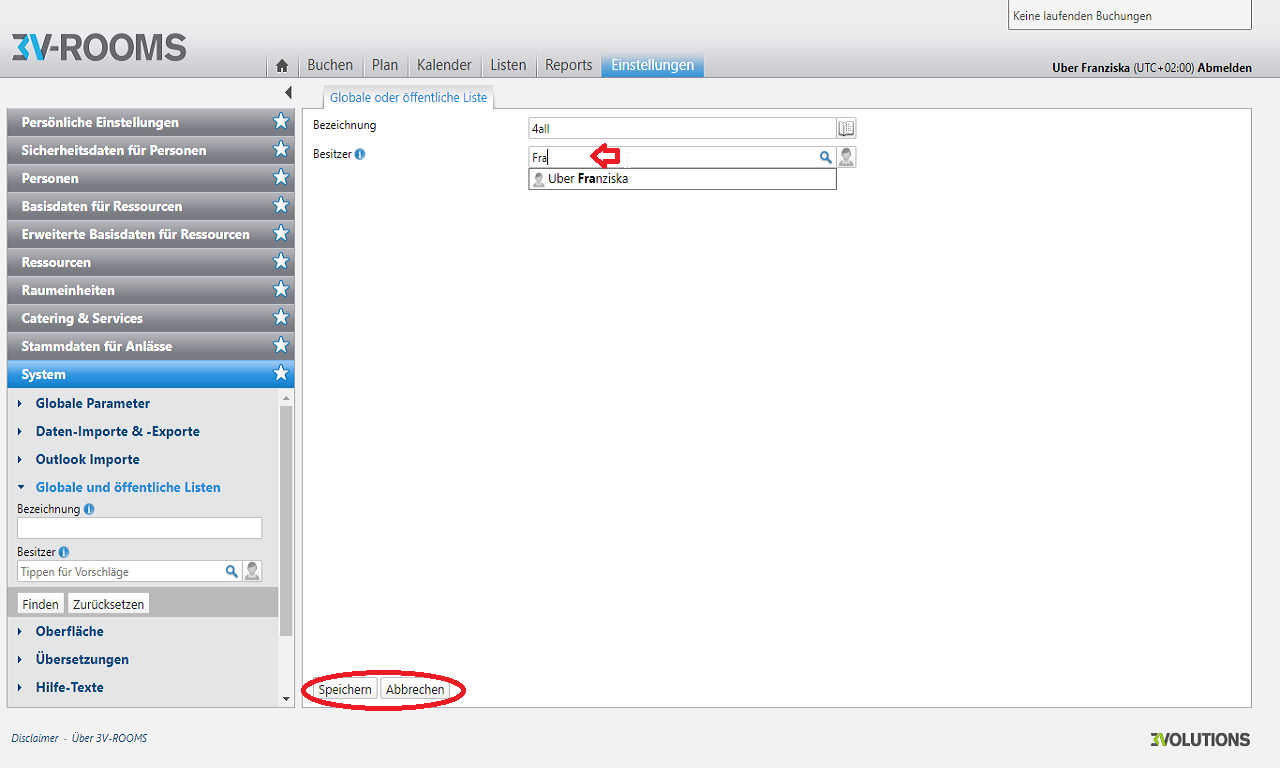 Keine laufenden Buchungen
3V-ROOMS
Buchen Plan Kalender Listen Reports Einstellungen
Uber Franziska (UTC+02:00) Abmelden
Globale oder öffentliche Liste
Persönliche Einstellungen
Sicherheitsdaten für Personen
Personen
Basisdaten für Ressourcen
Erweiterte Basisdaten für Ressourcen
Ressourcen
Raumeinheiten
Catering & Services
Stammdaten für Anlässe
System
Globale Parameter
Daten-Importe & -Exporte
Outlook Importe
Globale und öffentliche Listen
Bezeichnung
Besitzer
Tippen für Vorschläge
Finden Zurücksetzen
Oberfläche
Übersetzungen
Hilfe-Texte
Bezeichnung 4all
Besitzer Fra
Uber Franziska
Speichern Abbrechen
Disclaimer - Über 3V-ROOMS
3VOLUTIONS